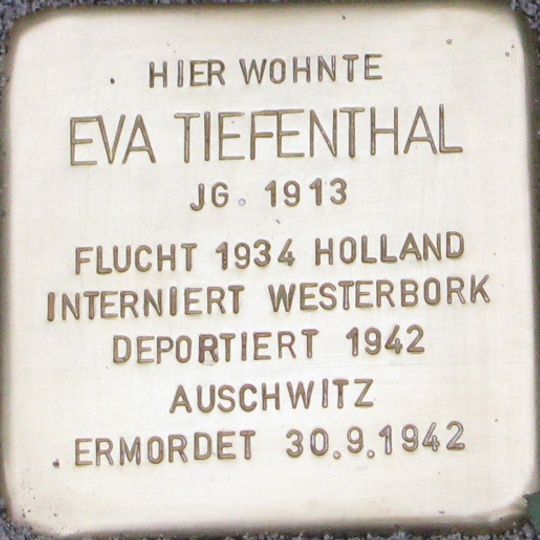 HIER WOHNTE
EVA TIEFENTHAL
JG. 1913
FLUCHT 1934 HOLLAND
INTERNIERT WESTERBORK
DEPORTIERT 1942
AUSCHWITZ
ERMORDET 30.9.1942